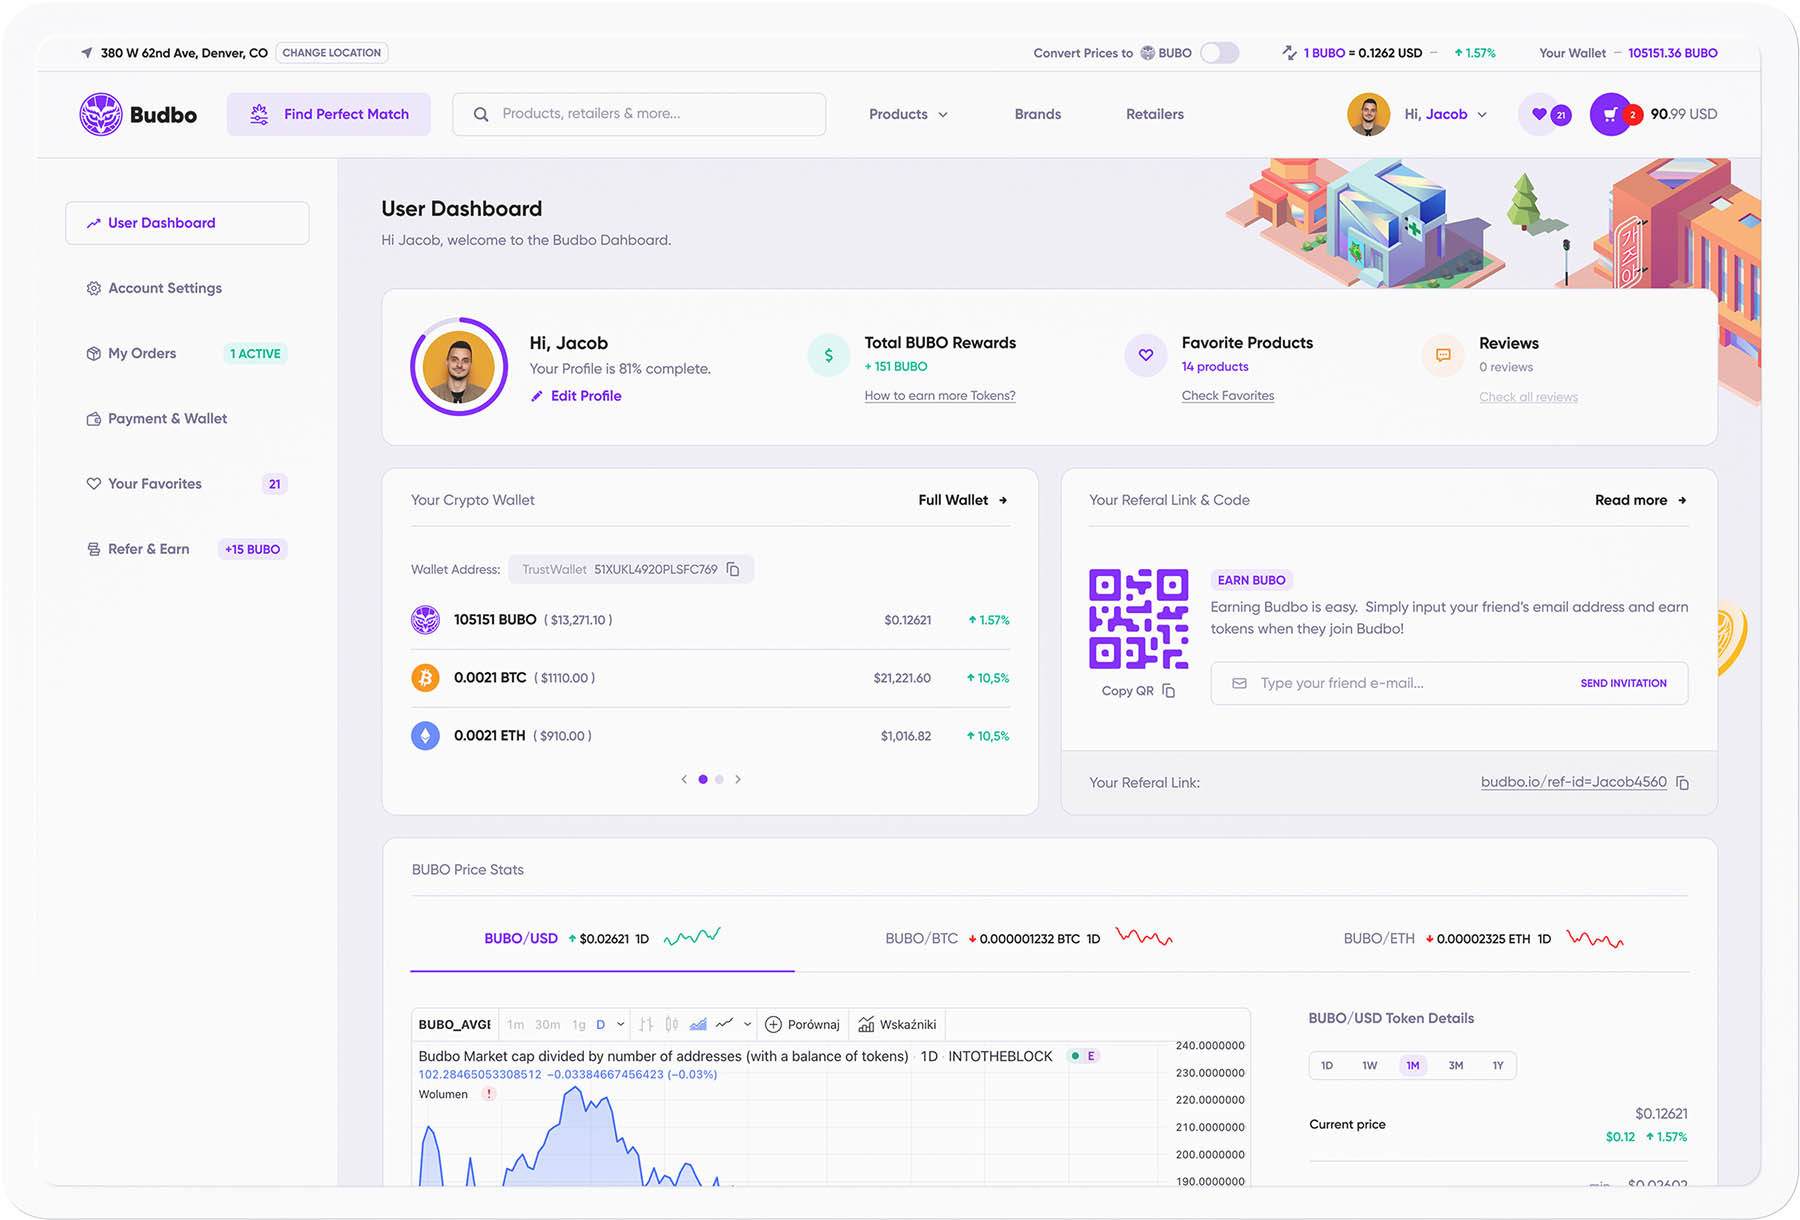 380 W 62nd Ave, Denver, CO CHANGE LOCATION
Convert Prices to BUBO
1 BUBO = 0.1262 USD – 1.57%
Your Wallet – 105151.36 BUBO
Budbo
Find Perfect Match
Products, retailers & more...
Products
Brands
Retailers
Hi, Jacob
21
2
90.99 USD
User Dashboard
Account Settings
My Orders 1 ACTIVE
Payment & Wallet
Your Favorites 21
Refer & Earn +15 BUBO
User Dashboard
Hi Jacob, welcome to the Budbo Dahboard.
가즈아
Hi, Jacob
Your Profile is 81% complete.
Edit Profile
$
Total BUBO Rewards
+ 151 BUBO
How to earn more Tokens?
Favorite Products
14 products
Check Favorites
Reviews
0 reviews
Check all reviews
Your Crypto Wallet
Full Wallet
Wallet Address: TrustWallet 51XUKL4920PLSFC769
105151 BUBO ( $13,271.10 ) $0.12621 1.57%
0.0021 BTC ( $1110.00 ) $21,221.60 10,5%
0.0021 ETH ( $910.00 ) $1,016.82 10,5%
Your Referal Link & Code
Read more
Copy QR
EARN BUBO
Earning Budbo is easy. Simply input your friend's email address and earn
tokens when they join Budbo!
Type your friend e-mail... SEND INVITATION
Your Referal Link: budbo.io/ref-id=Jacob4560
BUBO Price Stats
BUBO/USD $0.02621 1D
BUBO/BTC 0.000001232 BTC 1D
BUBO/ETH 0.00002325 ETH 1D
BUBO_AVGE 1m 30m 1g D Porównaj Wskaźniki
Budbo Market cap divided by number of addresses (with a balance of tokens) · 1D · INTOTHEBLOCK E
102.28465053308512 −0.03384667456423 (−0.03%)
Wolumen !
240.0000000
230.0000000
220.0000000
210.0000000
200.0000000
190.0000000
BUBO/USD Token Details
1D 1W 1M 3M 1Y
Current price
$0.12621
$0.12 1.57%
min $0.02602